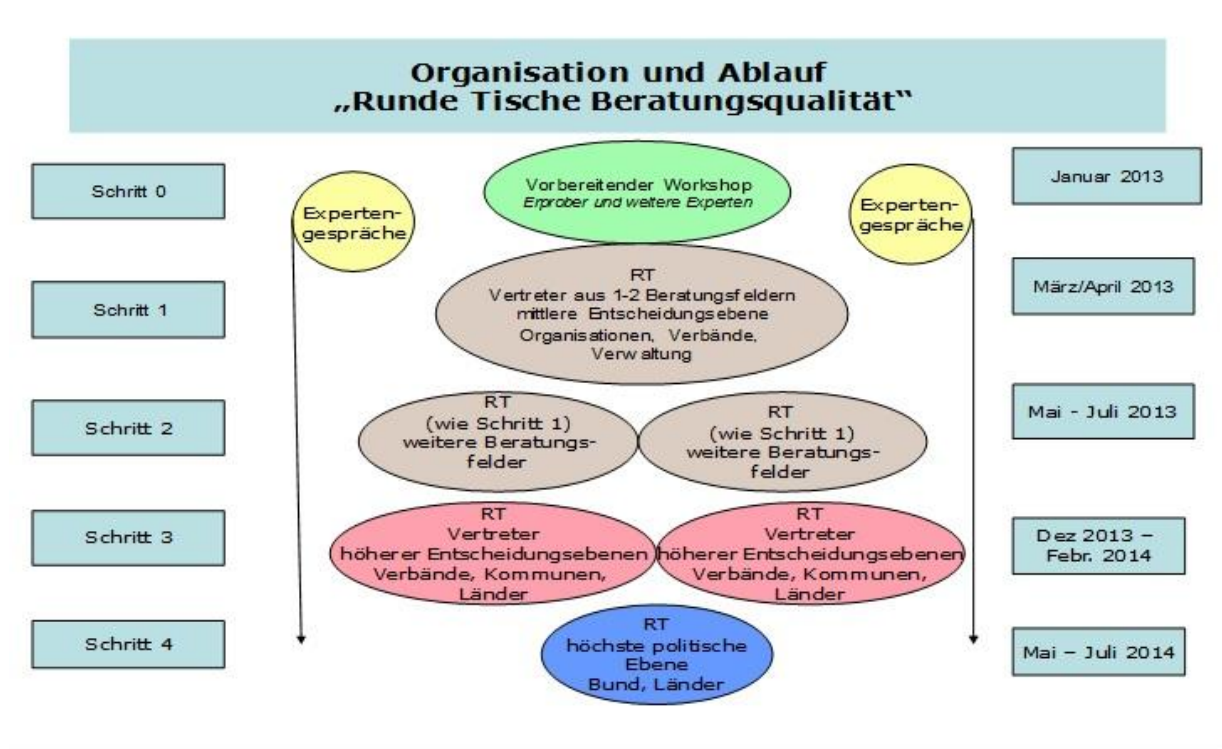 Organisation und Ablauf
„Runde Tische Beratungsqualität“
Schritt 0
Experten-
gespräche
Vorbereitender Workshop
Erprober und weitere Experten
Experten-
gespräche
Januar 2013
Schritt 1
RT
Vertreter aus 1-2 Beratungsfeldern
mittlere Entscheidungsebene
Organisationen, Verbände,
Verwaltung
März/April 2013
Schritt 2
RT
(wie Schritt 1)
weitere Beratungs-
felder
RT
(wie Schritt 1)
weitere Beratungs-
felder
Mai - Juli 2013
Schritt 3
RT
Vertreter
höherer Entscheidungsebenen
Verbände, Kommunen,
Länder
RT
Vertreter
höherer Entscheidungsebenen
Verbände, Kommunen,
Länder
Dez 2013 –
Febr. 2014
Schritt 4
RT
höchste politische
Ebene
Bund, Länder
Mai – Juli 2014